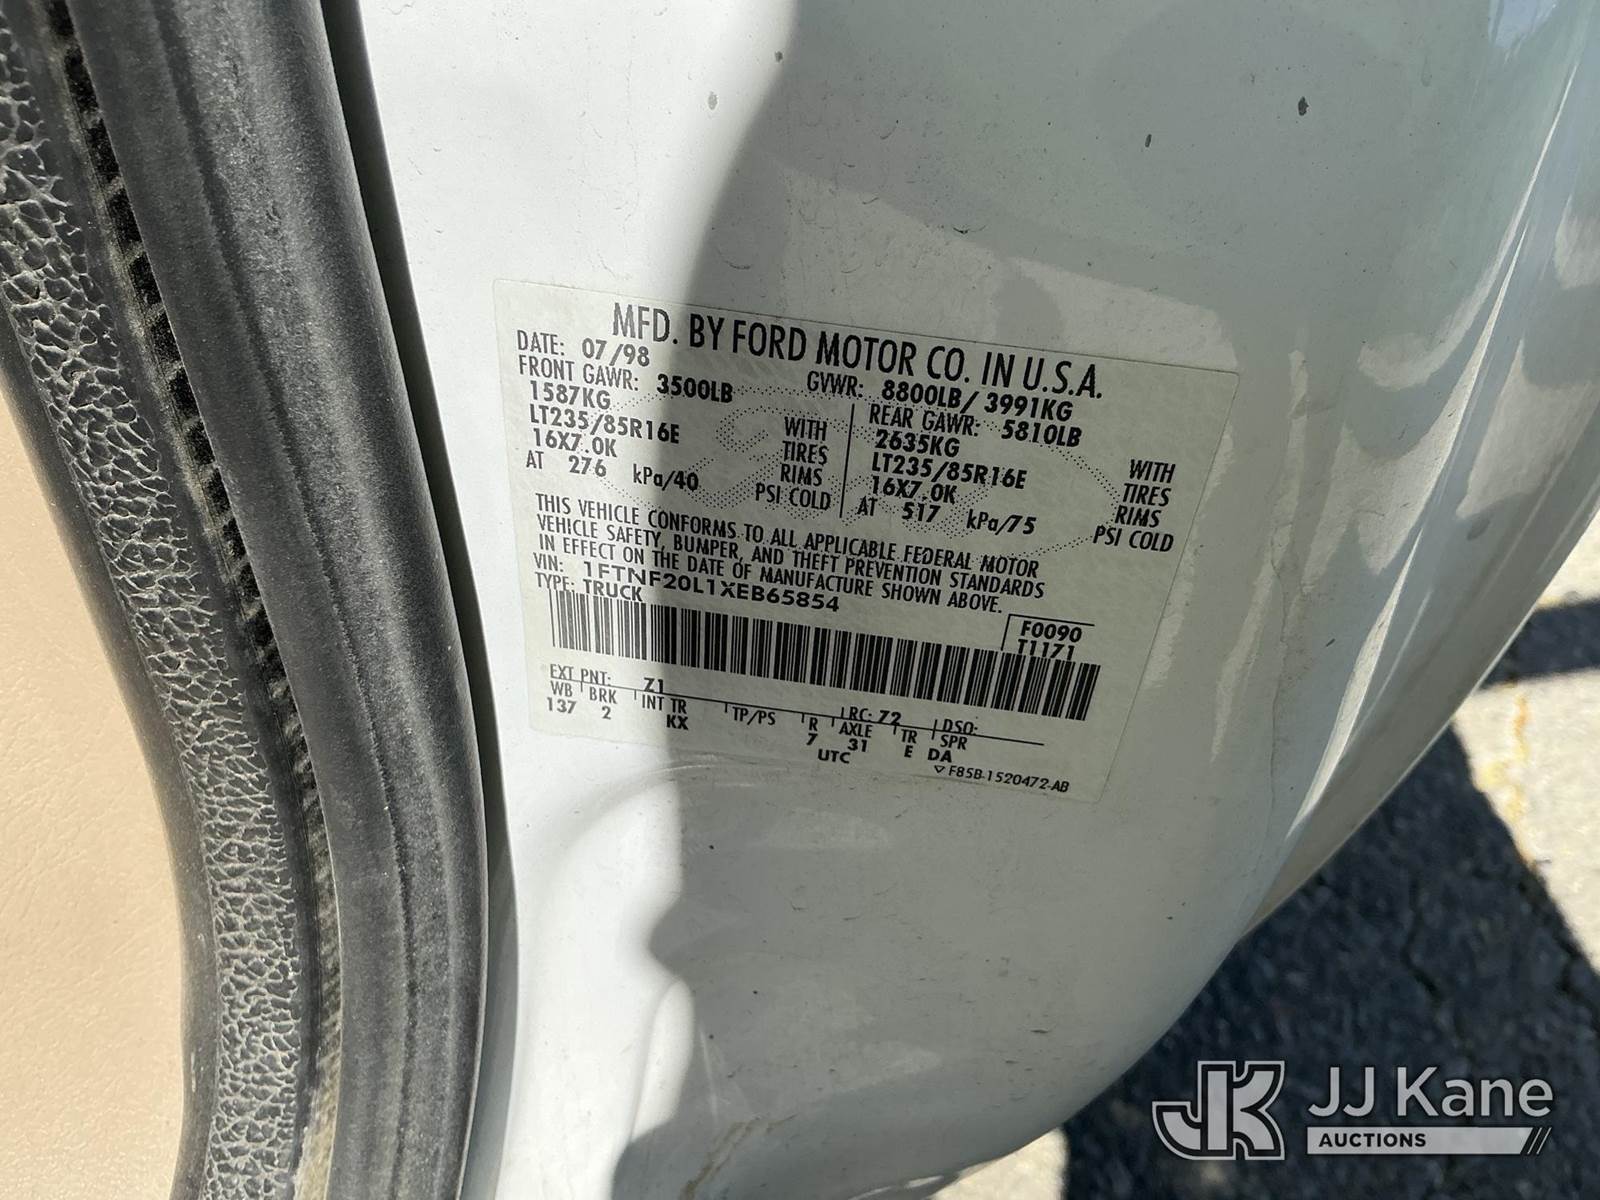 MFD. BY FORD MOTOR CO. IN U.S.A.
DATE: 07/98 GVWR: 8800LB/ 3991KG
FRONT GAWR: 3500LB REAR GAWR: 5810LB
1587KG WITH 2635KG WITH
LT235/85R16E TIRES LT235/85R16E TIRES
16X7.0K RIMS 16X7.0K RIMS
AT 276 kPa/40 PSI COLD AT 517 kPa/75 PSI COLD
THIS VEHICLE CONFORMS TO ALL APPLICABLE FEDERAL MOTOR
VEHICLE SAFETY, BUMPER, AND THEFT PREVENTION STANDARDS
IN EFFECT ON THE DATE OF MANUFACTURE SHOWN ABOVE.
VIN: 1FTNF20L1XEB65854
TYPE: TRUCK
F0090
T1171
EXT PNT: Z1 RC: 72 DSO:
WB BRK INT TR TP/PS R AXLE TR SPR
137 2 KX 7 31 E DA
UTC
F85B-1520472-AB
JK JJ Kane
AUCTIONS